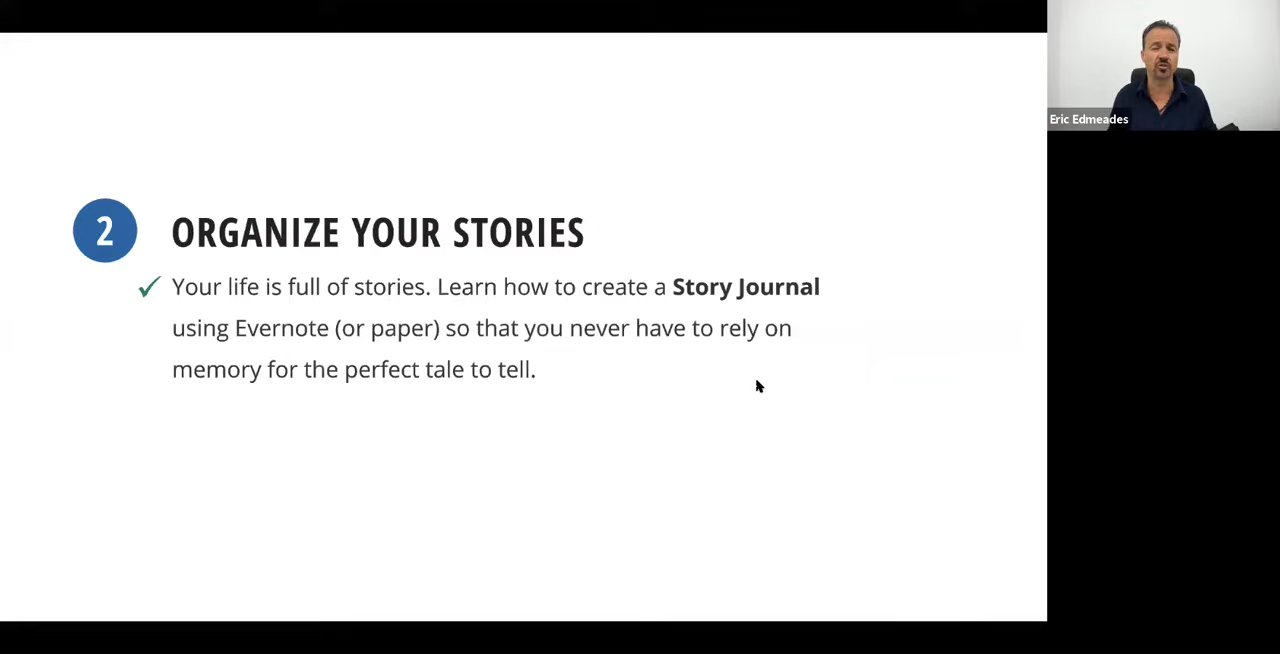 2 ORGANIZE YOUR STORIES
Your life is full of stories. Learn how to create a Story Journal
using Evernote (or paper) so that you never have to rely on
memory for the perfect tale to tell.
Eric Edmeades